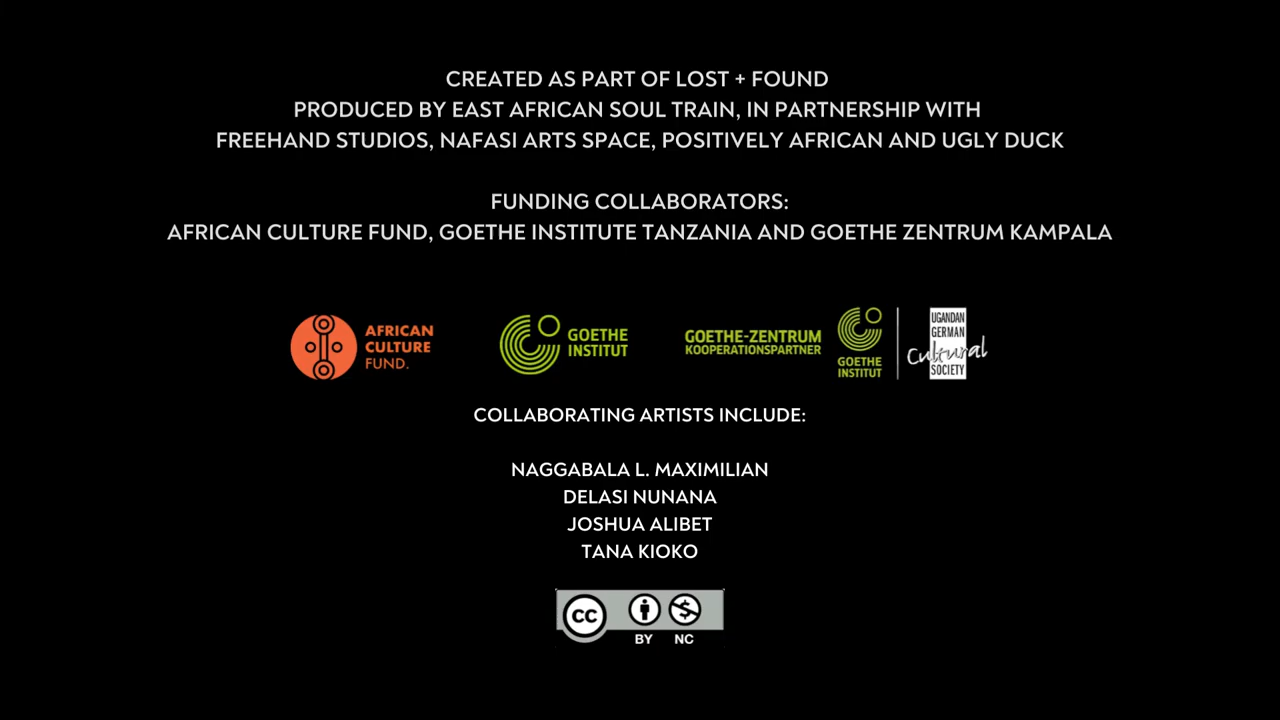 CREATED AS PART OF LOST + FOUND
PRODUCED BY EAST AFRICAN SOUL TRAIN, IN PARTNERSHIP WITH
FREEHAND STUDIOS, NAFASI ARTS SPACE, POSITIVELY AFRICAN AND UGLY DUCK
FUNDING COLLABORATORS:
AFRICAN CULTURE FUND, GOETHE INSTITUTE TANZANIA AND GOETHE ZENTRUM KAMPALA
AFRICAN
CULTURE
FUND.
GOETHE
INSTITUT
GOETHE-ZENTRUM
KOOPERATIONSPARTNER
GOETHE
INSTITUT
UGANDAN
GERMAN
Cultural
SOCIETY
COLLABORATING ARTISTS INCLUDE:
NAGGABALA L. MAXIMILIAN
DELASI NUNANA
JOSHUA ALIBET
TANA KIOKO
CC
BY NC